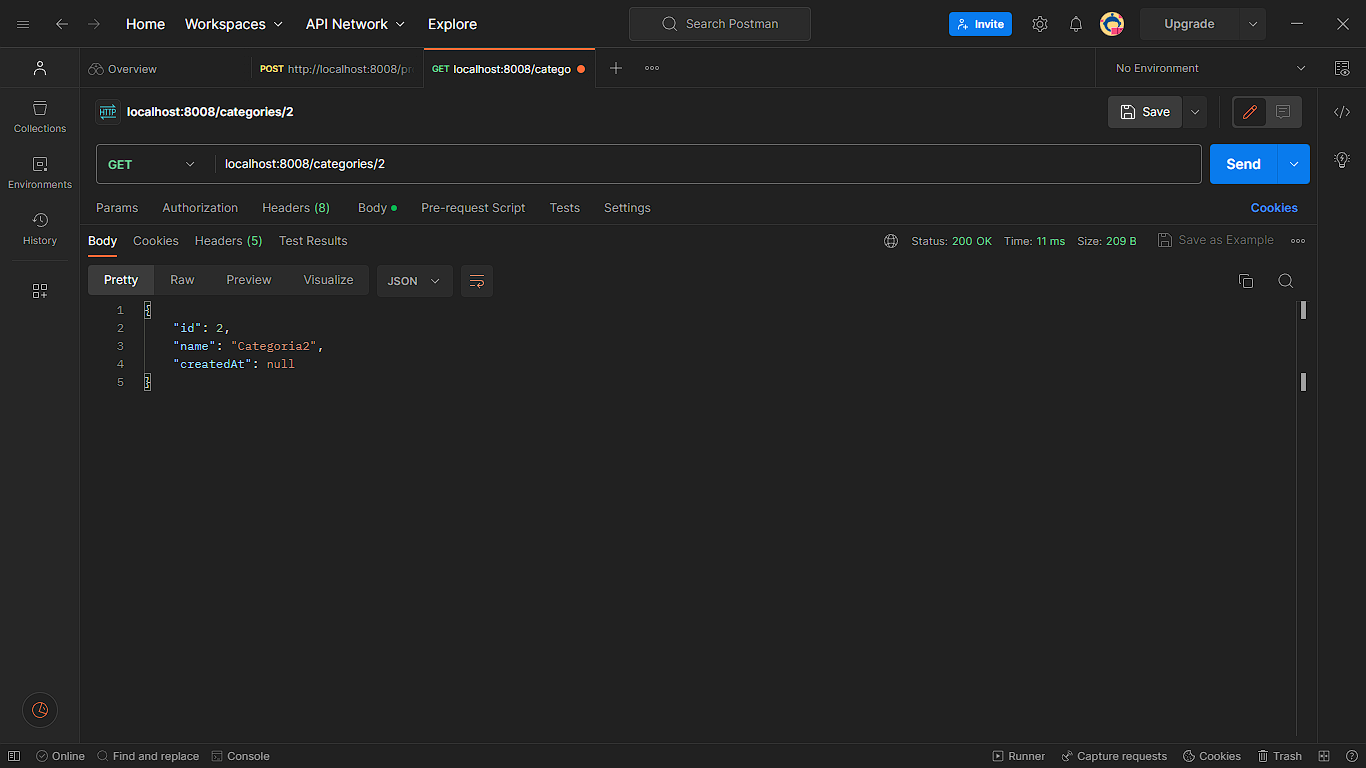 Home Workspaces API Network Explore Search Postman Invite Upgrade
Overview POST http://localhost:8008/pr GET localhost:8008/catego No Environment
HTTP localhost:8008/categories/2 Save
Collections
GET localhost:8008/categories/2 Send
Environments
Params Authorization Headers (8) Body Pre-request Script Tests Settings Cookies
History
Body Cookies Headers (5) Test Results Status: 200 OK Time: 11 ms Size: 209 B Save as Example
Pretty Raw Preview Visualize JSON
1 {
2 "id": 2,
3 "name": "Categoria2",
4 "createdAt": null
5 }
Online Find and replace Console Runner Capture requests Cookies Trash